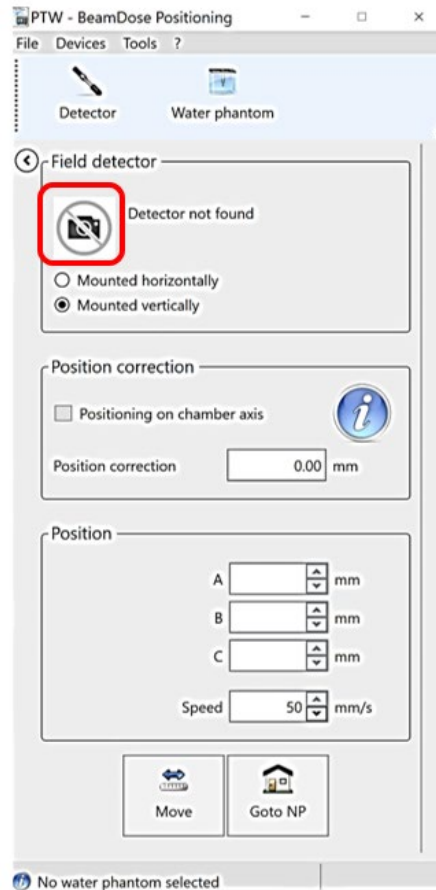 PTW - BeamDose Positioning
File Devices Tools ?
Detector Water phantom
Field detector
Detector not found
Mounted horizontally
Mounted vertically
Position correction
Positioning on chamber axis
Position correction 0.00 mm
Position
A mm
B mm
C mm
Speed 50 mm/s
Move Goto NP
No water phantom selected